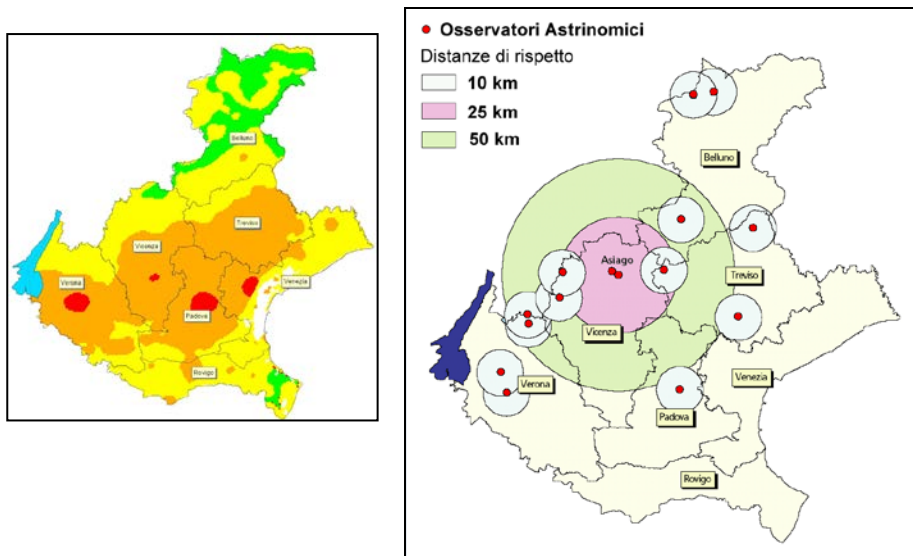 Belluno
Treviso
Vicenza
Venezia
Verona
Padova
Rovigo
Osservatori Astrinomici
Distanze di rispetto
10 km
25 km
50 km
Belluno
Asiago
Treviso
Vicenza
Venezia
Verona
Padova
Rovigo